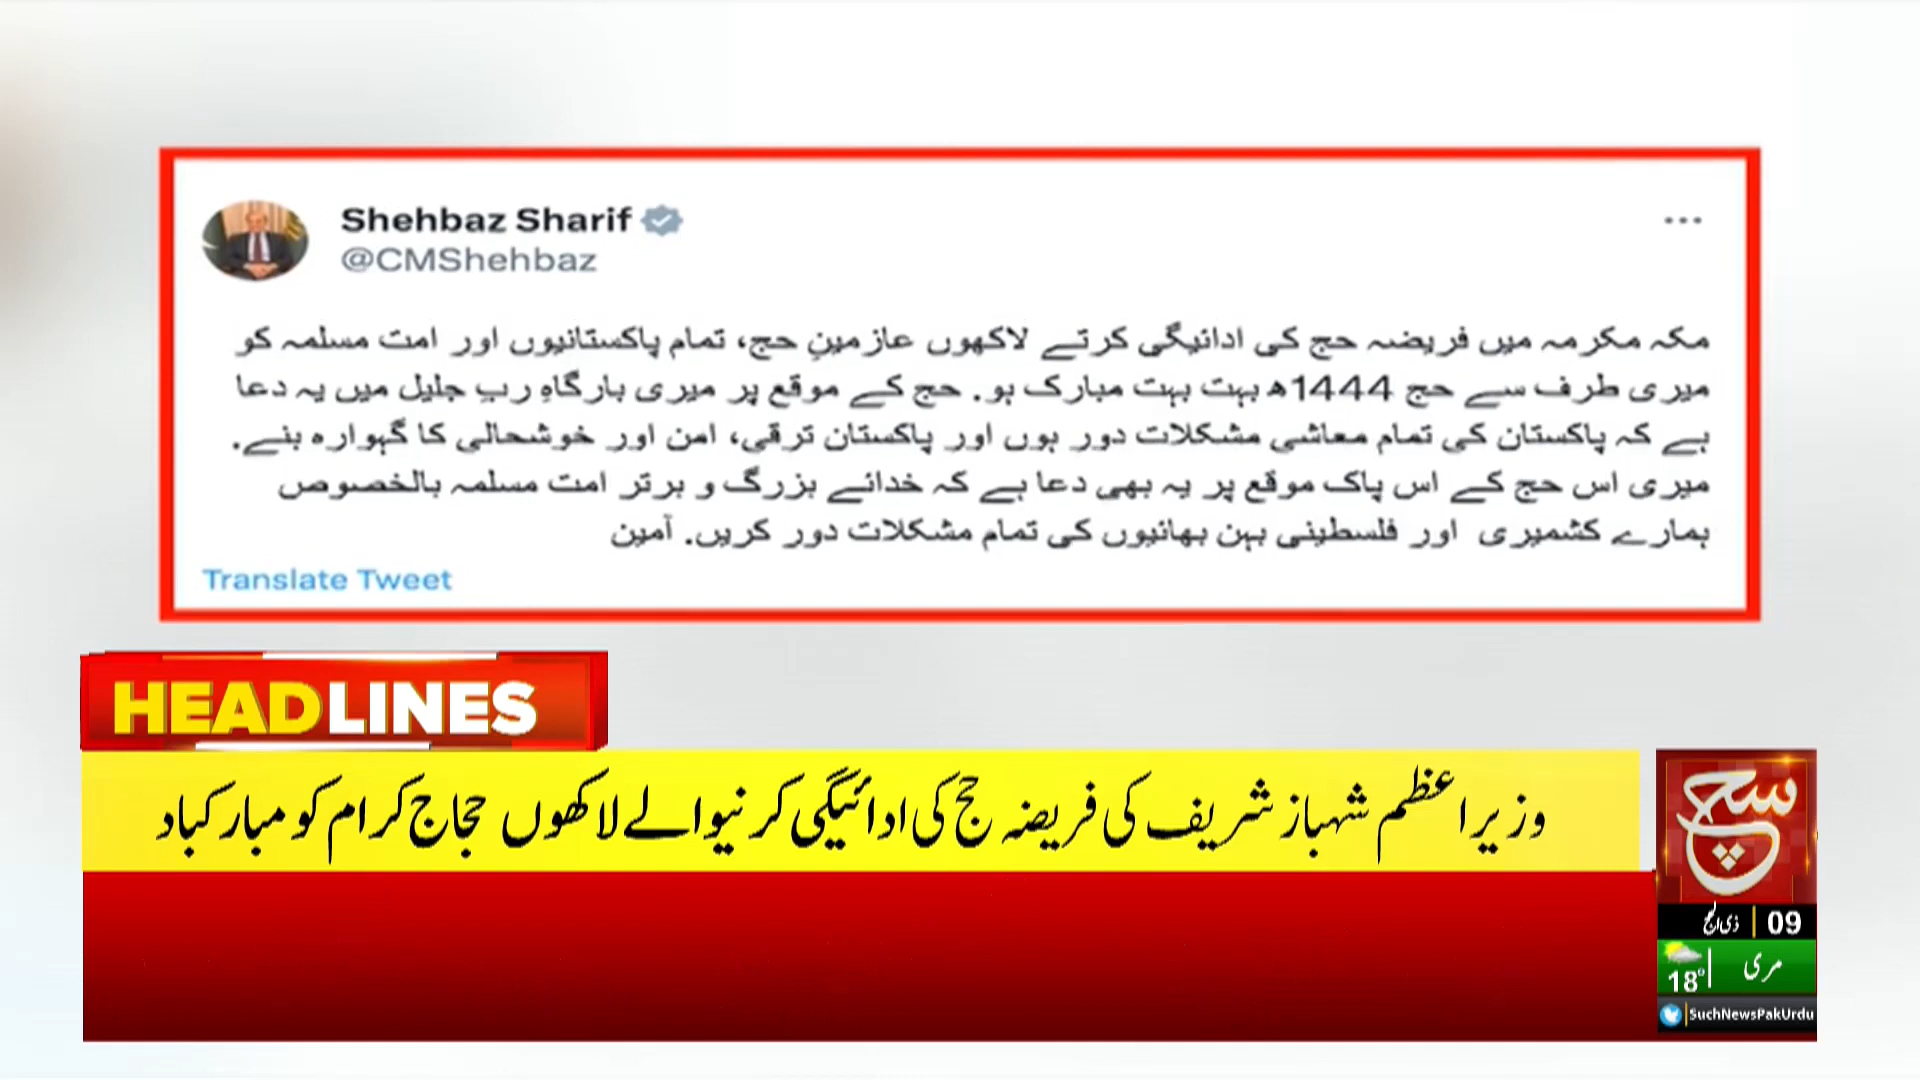 Shehbaz Sharif
@CMShehbaz
مکہ مکرمہ میں فریضہ حج کی ادائیگی کرتے لاکھوں عازمینِ حج، تمام پاکستانیوں اور امت مسلمہ کو
میری طرف سے حج 1444ھ بہت بہت مبارک ہو۔ حج کے موقع پر میری بارگاہِ ربِ جلیل میں یہ دعا
ہے کہ پاکستان کی تمام معاشی مشکلات دور ہوں اور پاکستان ترقی، امن اور خوشحالی کا گہوارہ بنے۔
میری اس حج کے اس پاک موقع پر یہ بھی دعا ہے کہ خدائے بزرگ و برتر امت مسلمہ بالخصوص
ہمارے کشمیری اور فلسطینی بہن بھائیوں کی تمام مشکلات دور کریں۔ آمین
Translate Tweet
HEADLINES
وزیراعظم شہباز شریف کی فریضہ حج کی ادائیگی کرنیوالے لاکھوں حجاج کرام کو مبارکباد
سچ
09 ذی الحج
مری
18°
SuchNewsPakUrdu